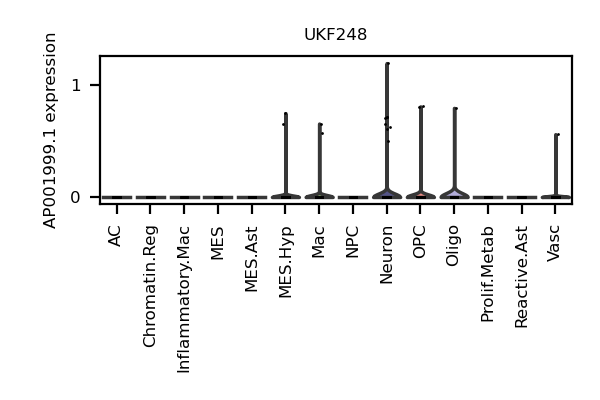 UKF248
AP001999.1 expression
1
0
AC
Chromatin.Reg
Inflammatory.Mac
MES
MES.Ast
MES.Hyp
Mac
NPC
Neuron
OPC
Oligo
Prolif.Metab
Reactive.Ast
Vasc